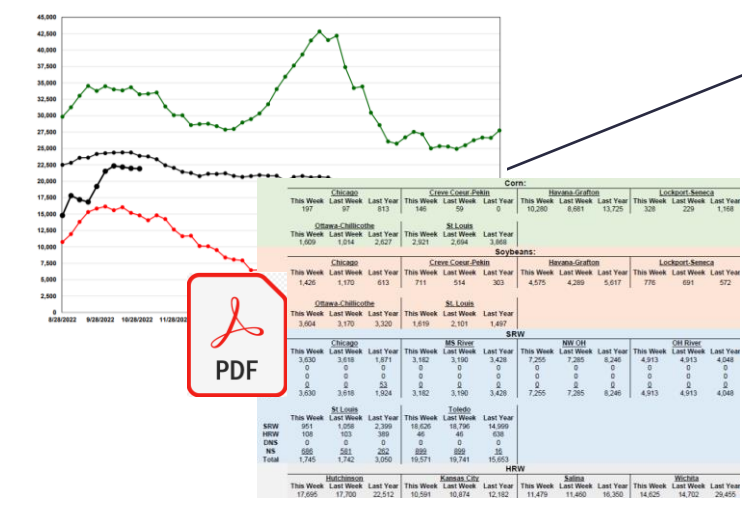 45,000
42,500
40,000
37,500
35,000
32,500
30,000
27,500
25,000
22,500
20,000
17,500
15,000
12,500
10,000
7,500
5,000
2,500
0
8/28/2022 9/28/2022 10/28/2022 11/28/202
PDF
Corn:
Chicago Creve Coeur-Pekin Havana-Grafton Lockport-Seneca
This Week Last Week Last Year This Week Last Week Last Year This Week Last Week Last Year This Week Last Week Last Year
197 97 813 146 59 0 10,280 8,681 13,725 328 229 1,168
Ottawa-Chillicothe St.Louis
This Week Last Week Last Year This Week Last Week Last Year
1,609 1,014 2,627 2,921 2,694 3,868
Soybeans:
Chicago Creve Coeur-Pekin Havana-Grafton Lockport-Seneca
This Week Last Week Last Year This Week Last Week Last Year This Week Last Week Last Year This Week Last Week Last Year
1,426 1,170 613 711 514 303 4,575 4,289 5,617 776 691 572
Ottawa-Chillicothe St. Louis
This Week Last Week Last Year This Week Last Week Last Year
3,604 3,170 3,320 1,619 2,101 1,497
SRW
Chicago MS River NW OH OH River
This Week Last Week Last Year This Week Last Week Last Year This Week Last Week Last Year This Week Last Week Last Year
3,630 3,618 1,871 3,182 3,190 3,428 7,255 7,285 8,246 4,913 4,913 4,048
0 0 0 0 0 0 0 0 0 0 0 0
0 0 0 0 0 0 0 0 0 0 0 0
0 0 53 0 0 0 0 0 0 0 0 0
3,630 3,618 1,924 3,182 3,190 3,428 7,255 7,285 8,246 4,913 4,913 4,048
St.Louis Toledo
This Week Last Week Last Year This Week Last Week Last Year
SRW 951 1,058 2,399 18,626 18,796 14,999
HRW 108 103 389 46 46 638
DNS 0 0 0 0 0 0
NS 686 581 262 899 899 16
Total 1,745 1,742 3,050 19,571 19,741 15,653
HRW
Hutchinson Kansas City Salina Wichita
This Week Last Week Last Year This Week Last Week Last Year This Week Last Week Last Year This Week Last Week Last Year
17,695 17,700 22,512 10,591 10,874 12,182 11,479 11,460 16,350 14,625 14,702 29,455